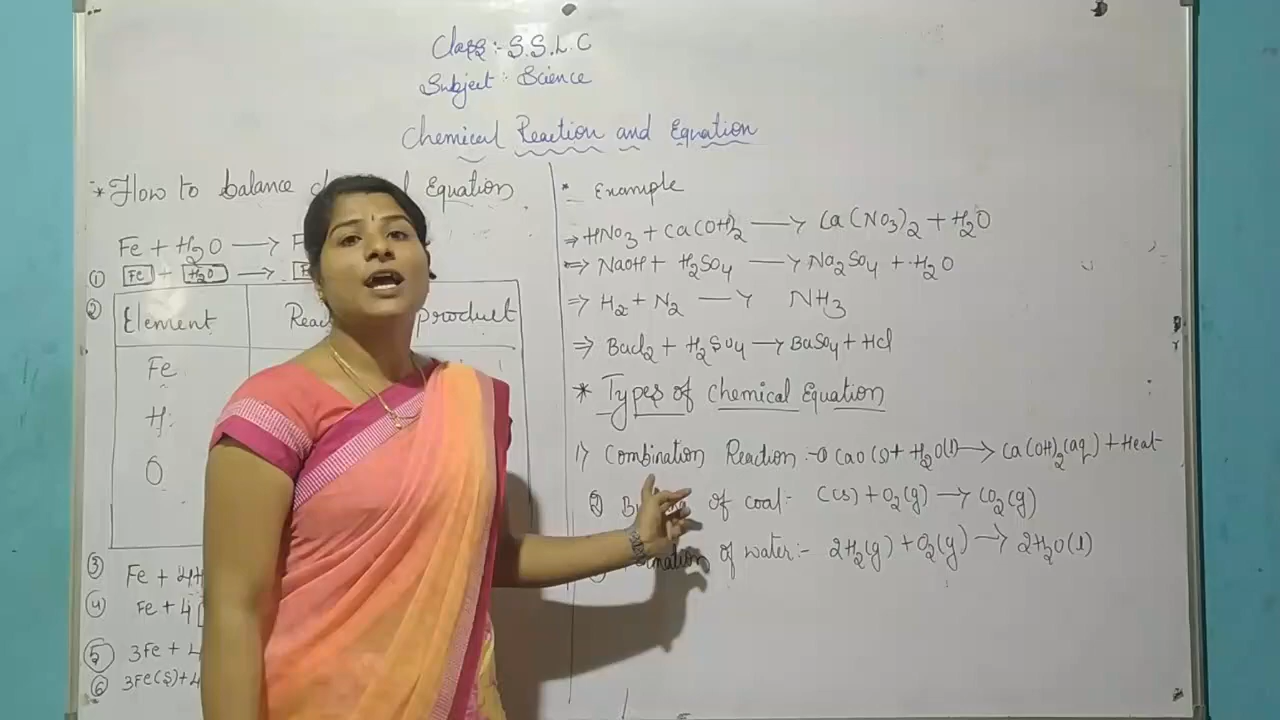 Class :- S.S.L.C
Subject : Science
Chemical Reaction and Equation
* How to balance Equation
Fe + H2O →
① Fe + H2O →
②
Element product
Fe
H
O
③ Fe +
④ Fe + 4
⑤ 3Fe + 4
⑥ 3Fe(s) + 4
* Example
⇒ HNO3 + Ca(OH)2 → Ca(NO3)2 + H2O
⇒ NaOH + H2SO4 → Na2SO4 + H2O
⇒ H2 + N2 → NH3
⇒ BaCl2 + H2SO4 → BaSO4 + HCl
* Types of Chemical Equation
1) Combination Reaction :- CaO(s) + H2O(l) → Ca(OH)2(aq) + Heat
② of coal:- C(s) + O2(g) → CO2(g)
of water:- 2H2(g) + O2(g) → 2H2O(l)